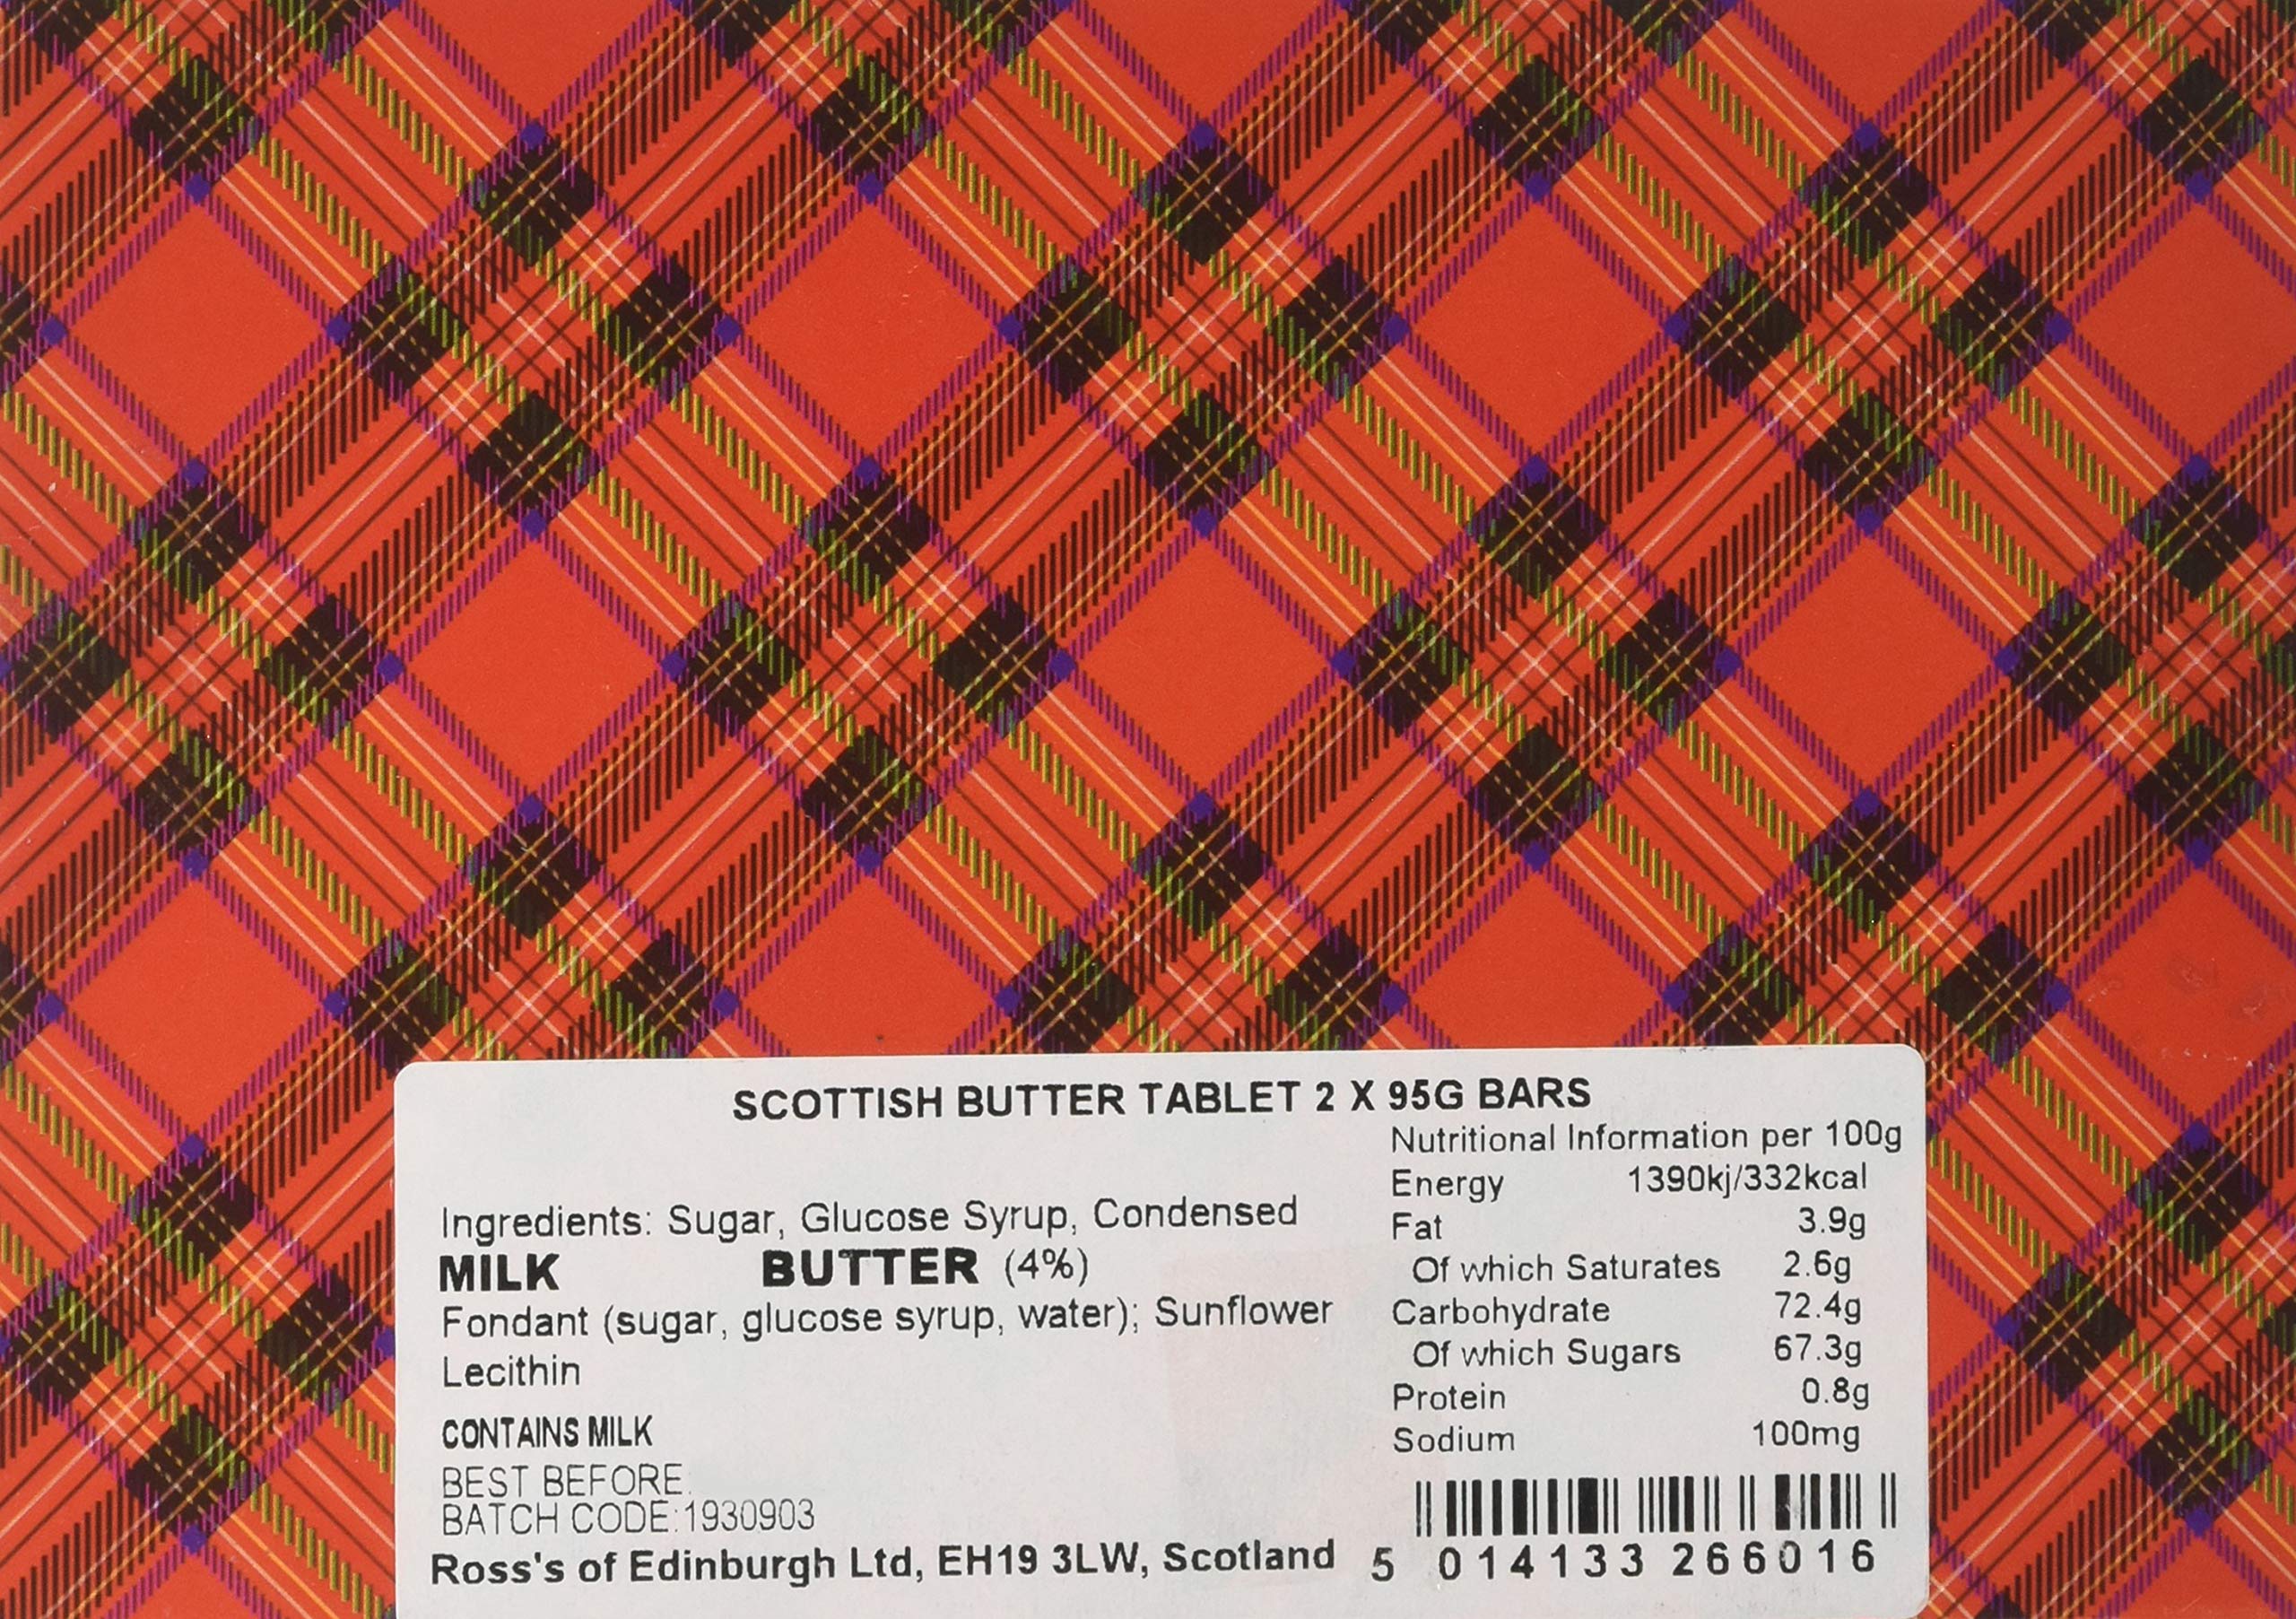 SCOTTISH BUTTER TABLET 2 X 95G BARS
Ingredients: Sugar, Glucose Syrup, Condensed
MILK BUTTER (4%)
Fondant (sugar, glucose syrup, water); Sunflower
Lecithin
CONTAINS MILK
BEST BEFORE:
BATCH CODE:1930903
Ross's of Edinburgh Ltd, EH19 3LW, Scotland
Nutritional Information per 100g
Energy 1390kj/332kcal
Fat 3.9g
Of which Saturates 2.6g
Carbohydrate 72.4g
Of which Sugars 67.3g
Protein 0.8g
Sodium 100mg
5 014133 266016